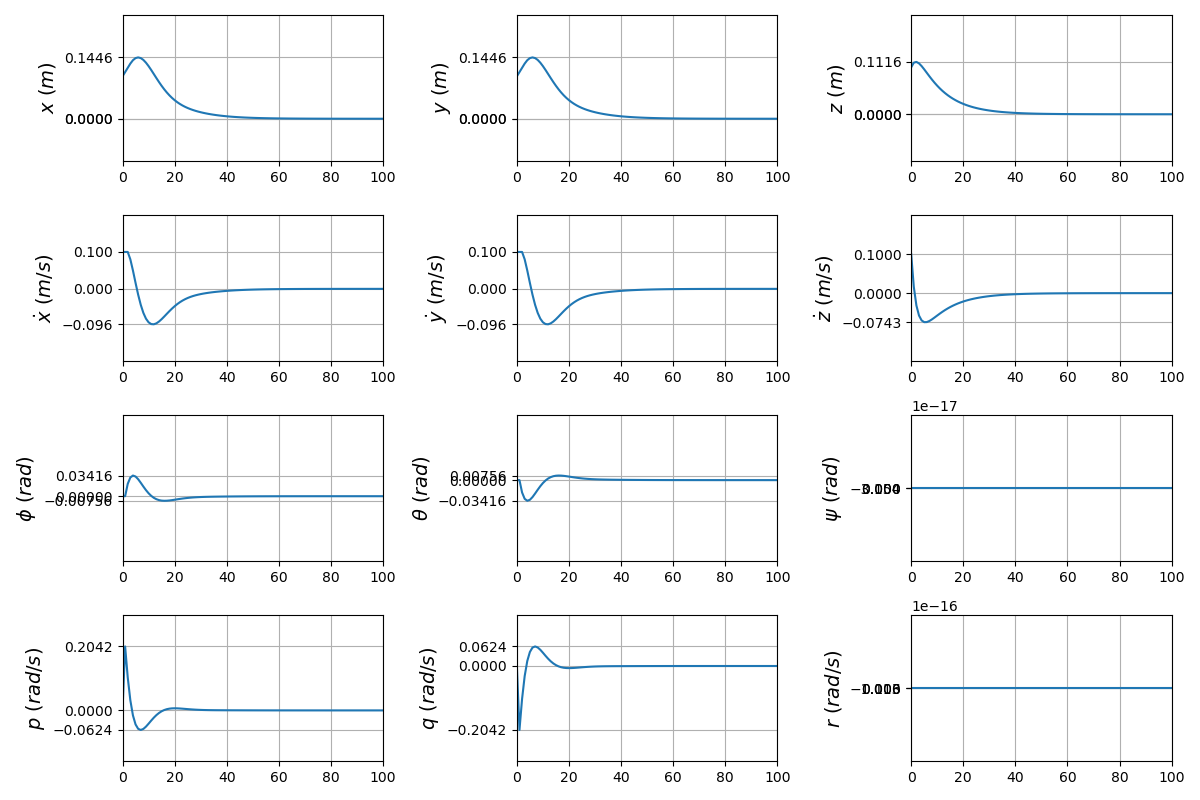 x (m)
0.1446
0.0000
0 20 40 60 80 100
y (m)
0.1446
0.0000
0 20 40 60 80 100
z (m)
0.1116
0.0000
0 20 40 60 80 100
ẋ (m/s)
0.100
0.000
−0.096
0 20 40 60 80 100
ẏ (m/s)
0.100
0.000
−0.096
0 20 40 60 80 100
ż (m/s)
0.1000
0.0000
−0.0743
0 20 40 60 80 100
ϕ (rad)
0.03416
0.00000
−0.00756
0 20 40 60 80 100
θ (rad)
0.00756
0.00000
−0.03416
0 20 40 60 80 100
1e−17
ψ (rad)
0 20 40 60 80 100
p (rad/s)
0.2042
0.0000
−0.0624
0 20 40 60 80 100
q (rad/s)
0.0624
0.0000
−0.2042
0 20 40 60 80 100
1e−16
r (rad/s)
0 20 40 60 80 100